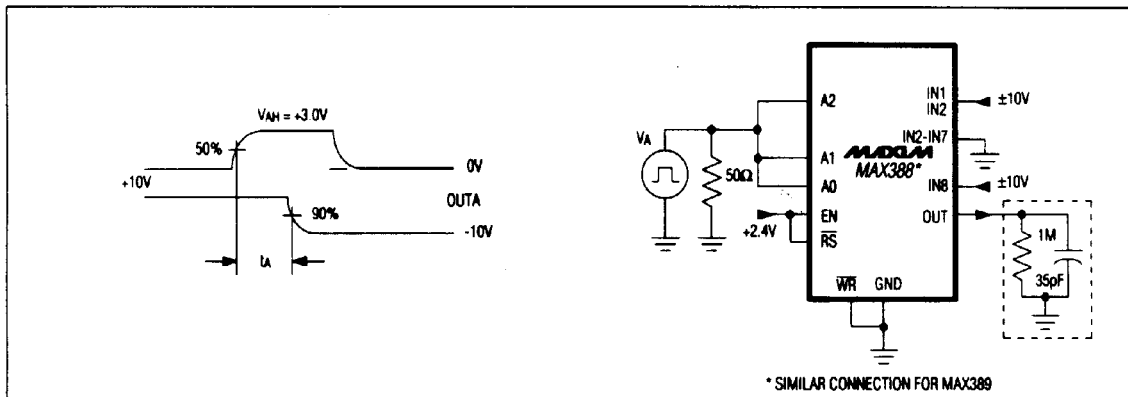 VAH = +3.0V
50%
0V
+10V
OUTA
90%
-10V
tA
VA
50Ω
+2.4V
A2
A1
A0
EN
RS
WR
GND
MAXIM
MAX388*
IN1
IN2
IN2-IN7
IN8
OUT
±10V
±10V
1M
35pF
* SIMILAR CONNECTION FOR MAX389